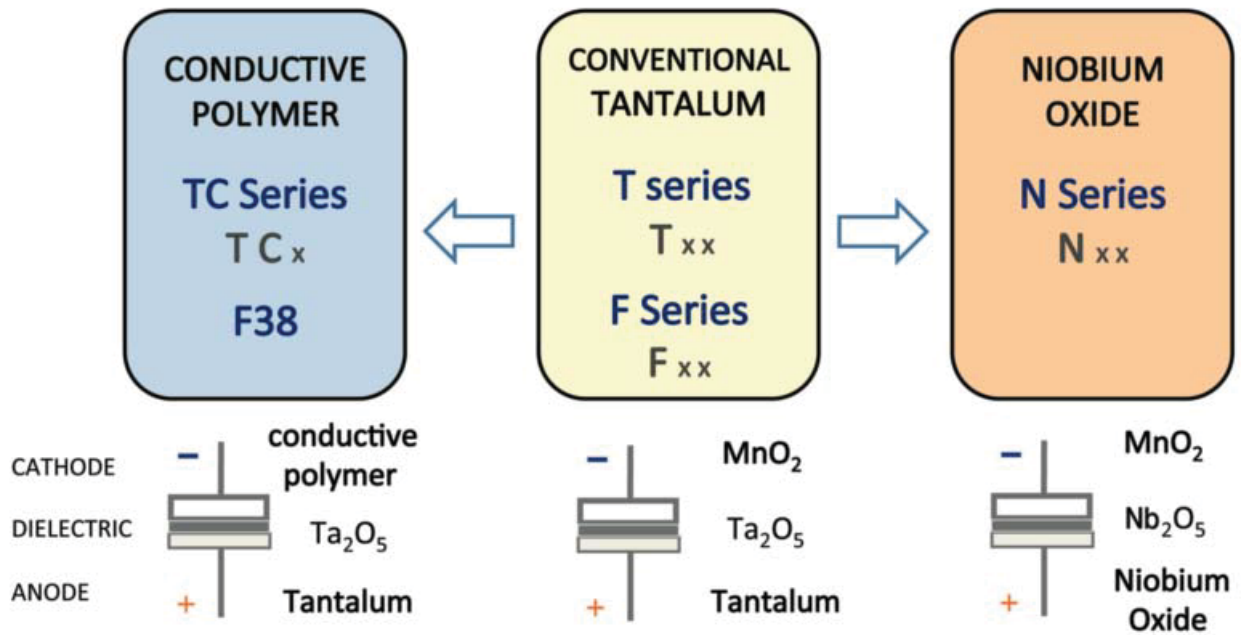 CONDUCTIVE
POLYMER
TC Series
T C x
F38
CONVENTIONAL
TANTALUM
T series
T x x
F Series
F x x
NIOBIUM
OXIDE
N Series
N x x
CATHODE
DIELECTRIC
ANODE
−
conductive
polymer
Ta₂O₅
+
Tantalum
−
MnO₂
Ta₂O₅
+
Tantalum
−
MnO₂
Nb₂O₅
+
Niobium
Oxide